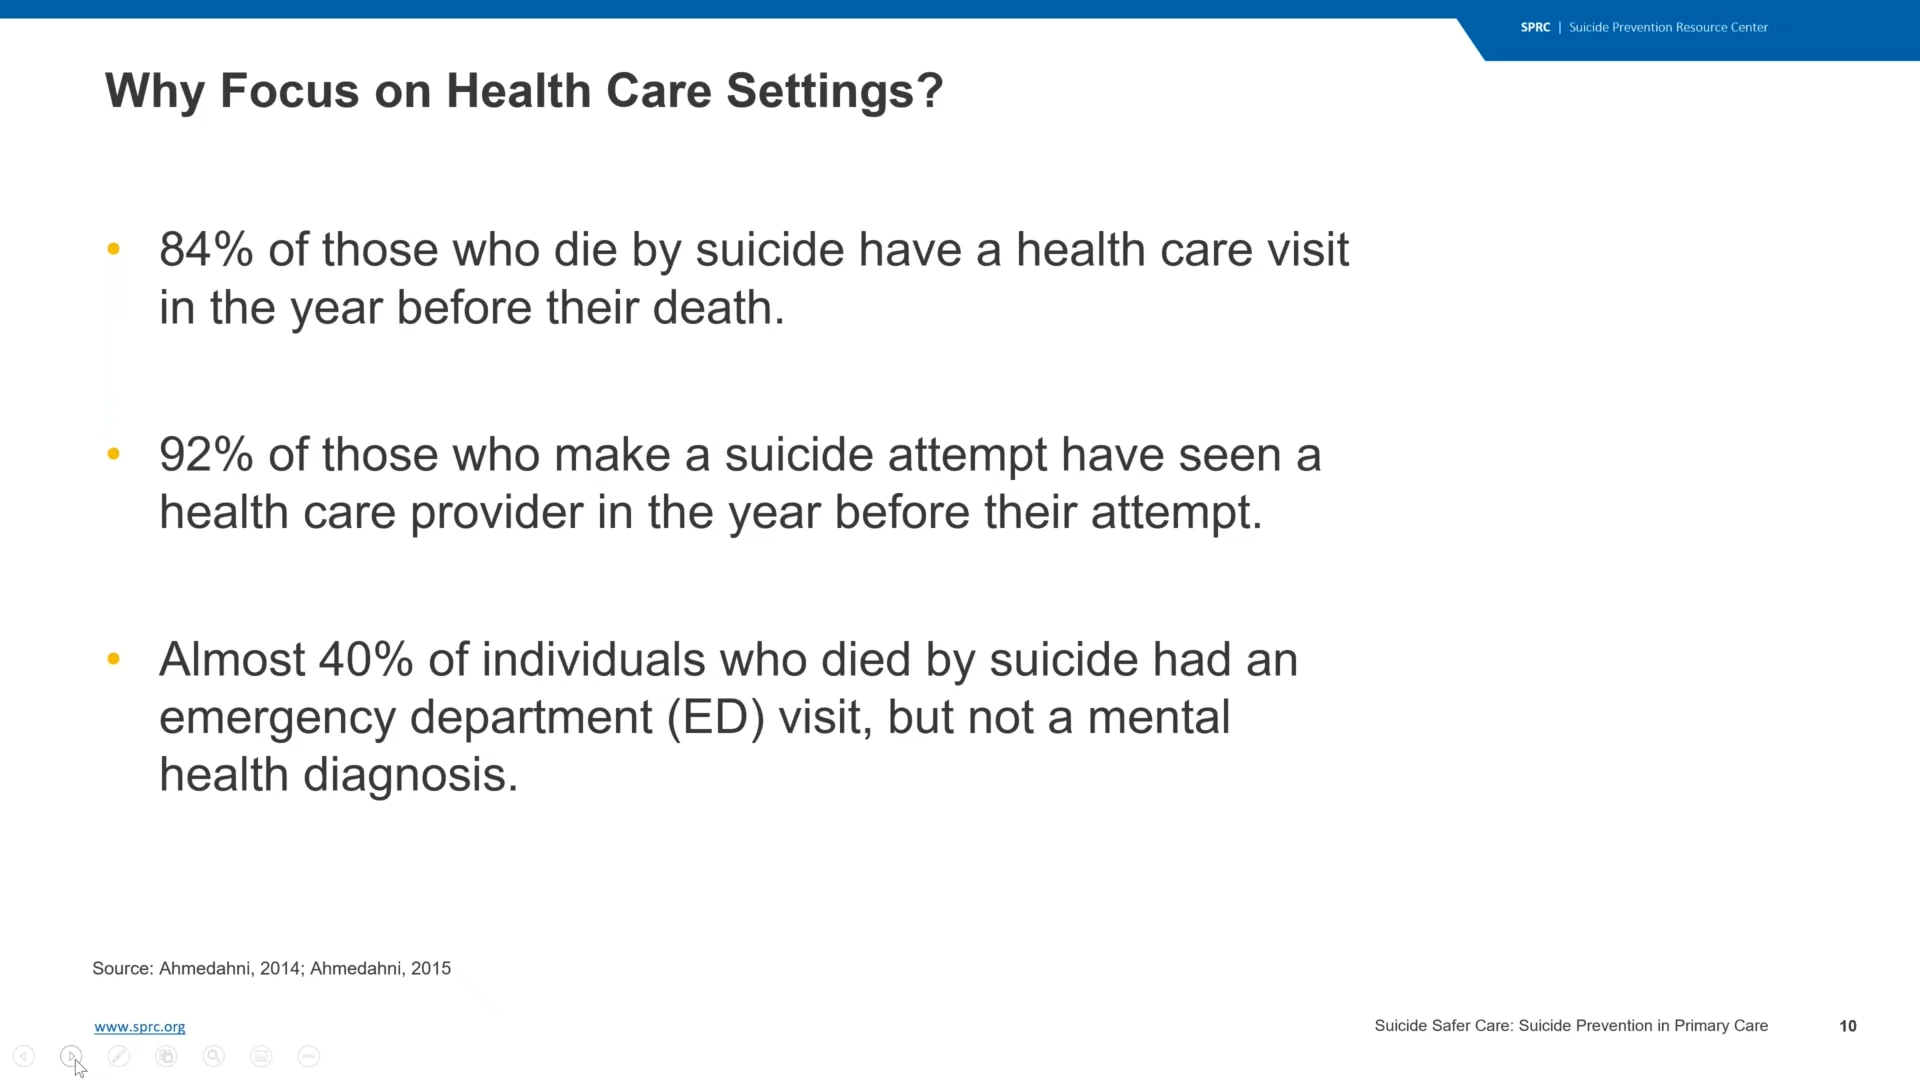 SPRC | Suicide Prevention Resource Center
Why Focus on Health Care Settings?
• 84% of those who die by suicide have a health care visit
in the year before their death.
• 92% of those who make a suicide attempt have seen a
health care provider in the year before their attempt.
• Almost 40% of individuals who died by suicide had an
emergency department (ED) visit, but not a mental
health diagnosis.
Source: Ahmedahni, 2014; Ahmedahni, 2015
www.sprc.org
Suicide Safer Care: Suicide Prevention in Primary Care
10